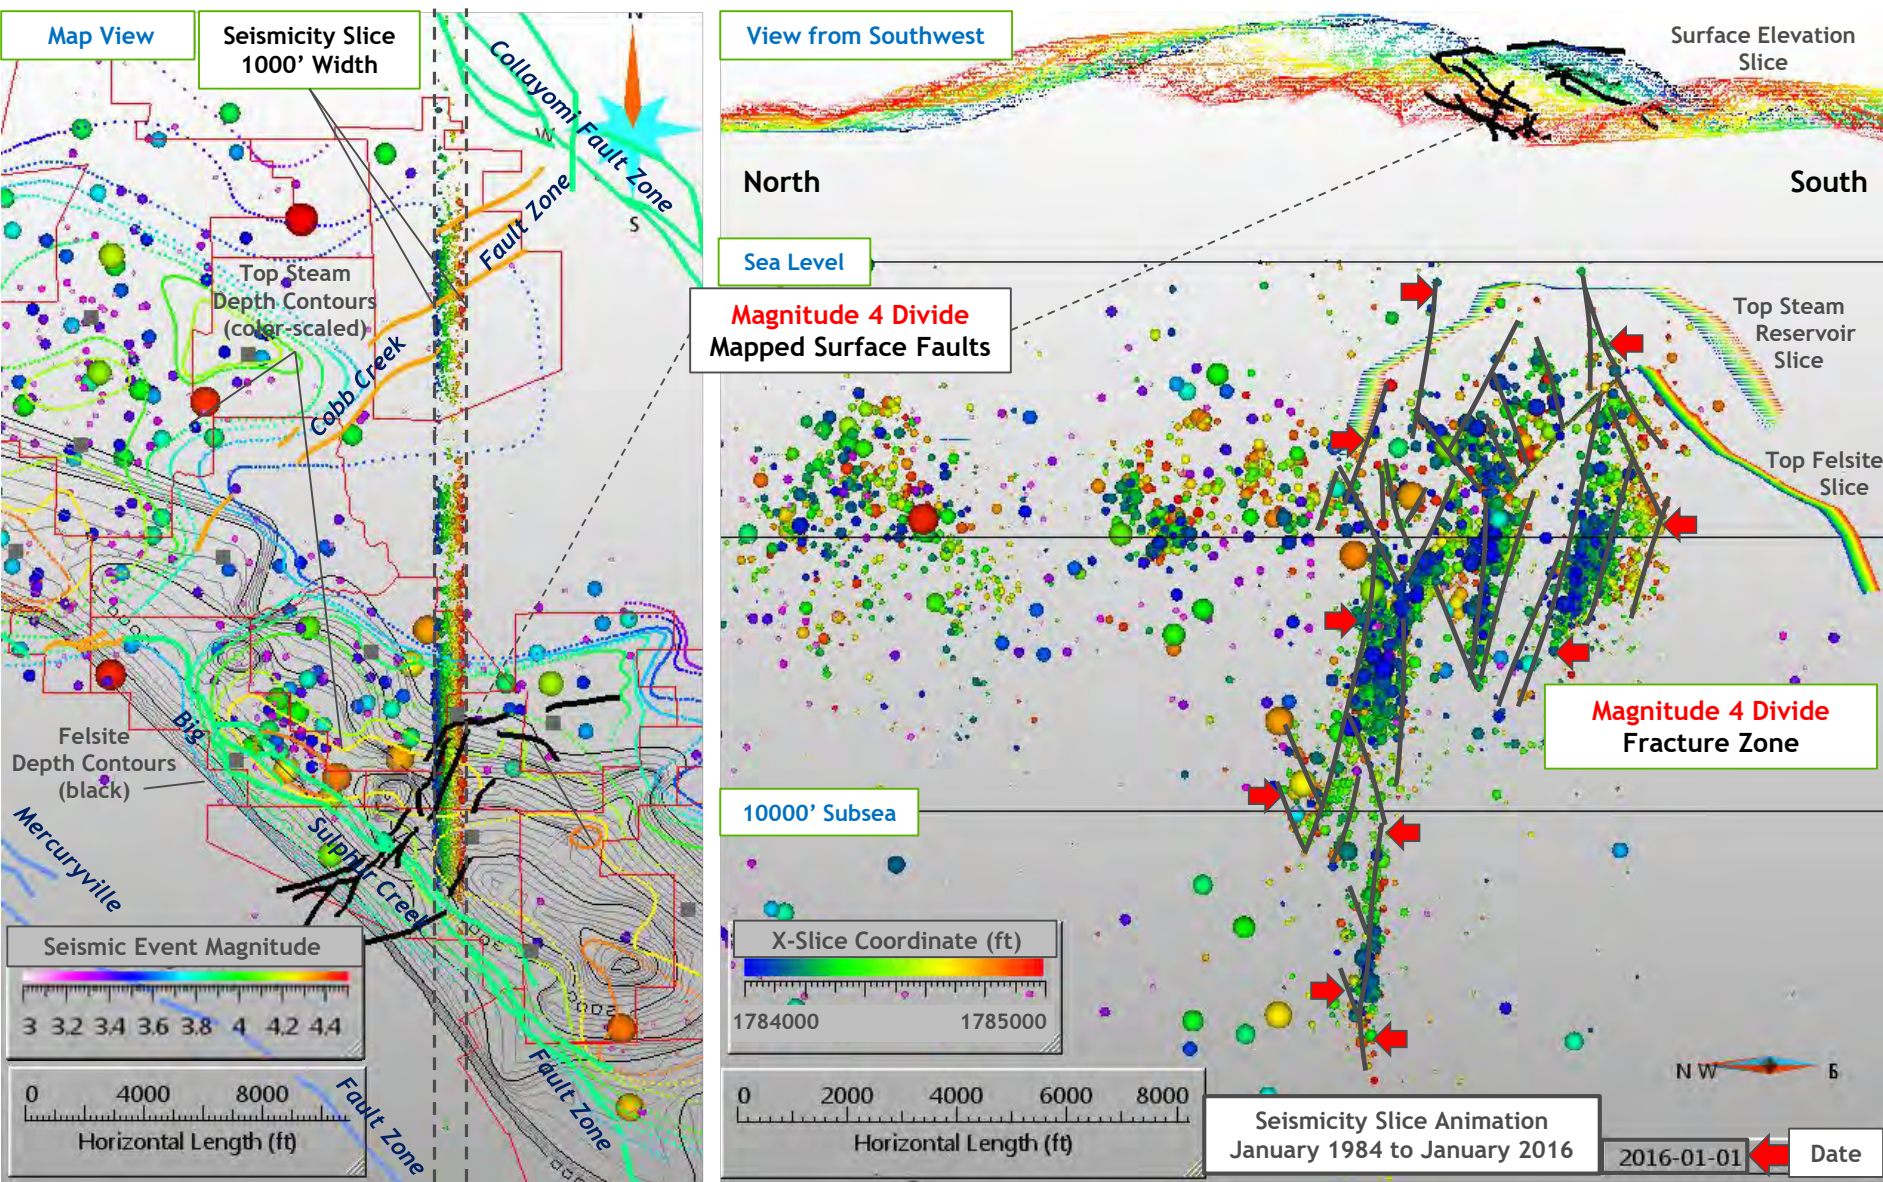 Map View
Seismicity Slice
1000’ Width
N
W
S
Collayomi Fault Zone
Fault Zone
Cobb Creek
Top Steam
Depth Contours
(color-scaled)
Felsite
Depth Contours
(black)
Big
Sulphur Creek
Fault Zone
Mercuryville
Fault Zone
Seismic Event Magnitude
3 3.2 3.4 3.6 3.8 4 4.2 4.4
0 4000 8000
Horizontal Length (ft)
View from Southwest
Surface Elevation
Slice
North
South
Sea Level
Magnitude 4 Divide
Mapped Surface Faults
Top Steam
Reservoir
Slice
Top Felsite
Slice
Magnitude 4 Divide
Fracture Zone
10000’ Subsea
X-Slice Coordinate (ft)
1784000 1785000
0 2000 4000 6000 8000
Horizontal Length (ft)
N W
Seismicity Slice Animation
January 1984 to January 2016
2016-01-01
Date